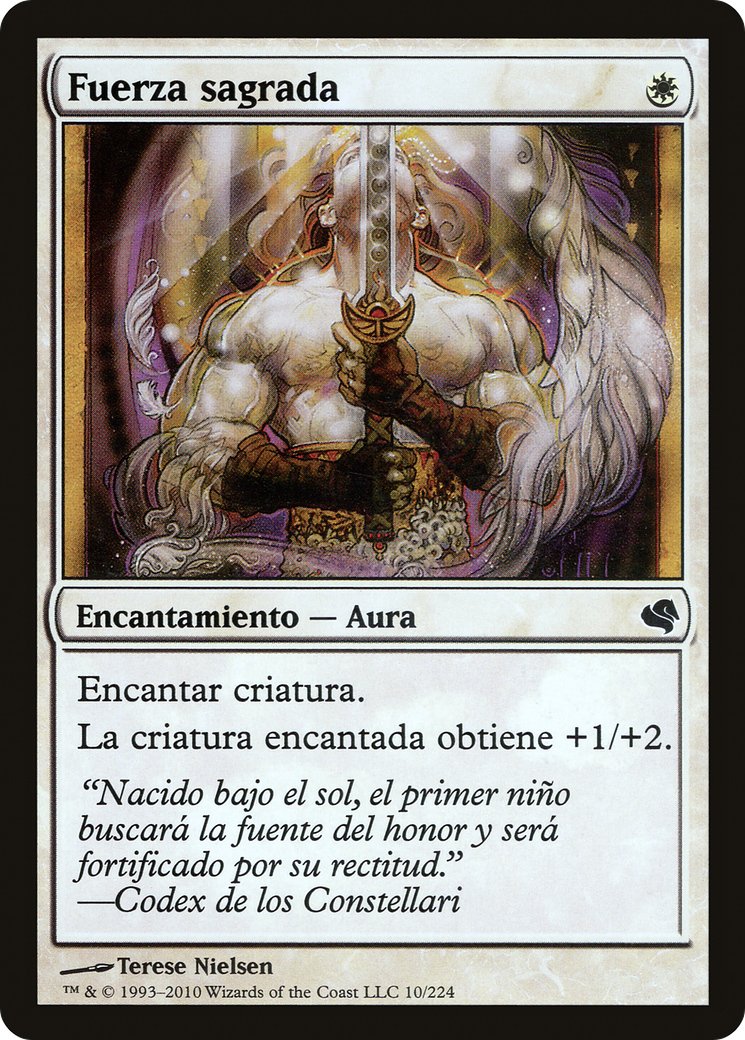 Fuerza sagrada
Encantamiento — Aura
Encantar criatura.
La criatura encantada obtiene +1/+2.
“Nacido bajo el sol, el primer niño
buscará la fuente del honor y será
fortificado por su rectitud.”
—Codex de los Constellari
Terese Nielsen
™ & © 1993–2010 Wizards of the Coast LLC 10/224